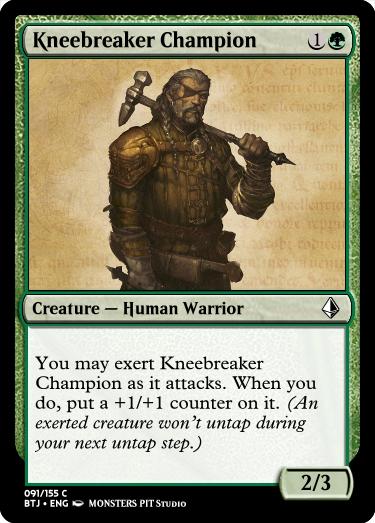 Kneebreaker Champion 1
Creature — Human Warrior
You may exert Kneebreaker
Champion as it attacks. When you
do, put a +1/+1 counter on it. (An
exerted creature won't untap during
your next untap step.)
2/3
091/155 C
BTJ • ENG MONSTERS PIT STUDIO